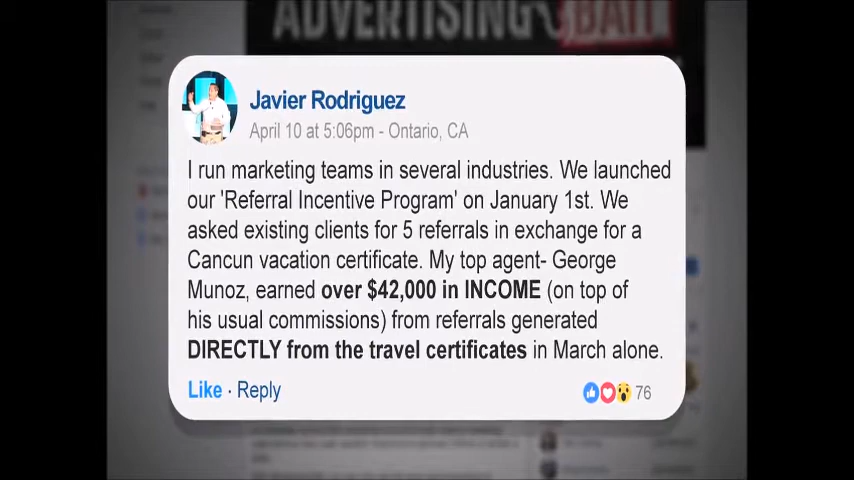 ADVERTISING BAIT
Javier Rodriguez
April 10 at 5:06pm - Ontario, CA
I run marketing teams in several industries. We launched
our 'Referral Incentive Program' on January 1st. We
asked existing clients for 5 referrals in exchange for a
Cancun vacation certificate. My top agent- George
Munoz, earned over $42,000 in INCOME (on top of
his usual commissions) from referrals generated
DIRECTLY from the travel certificates in March alone.
Like · Reply
76